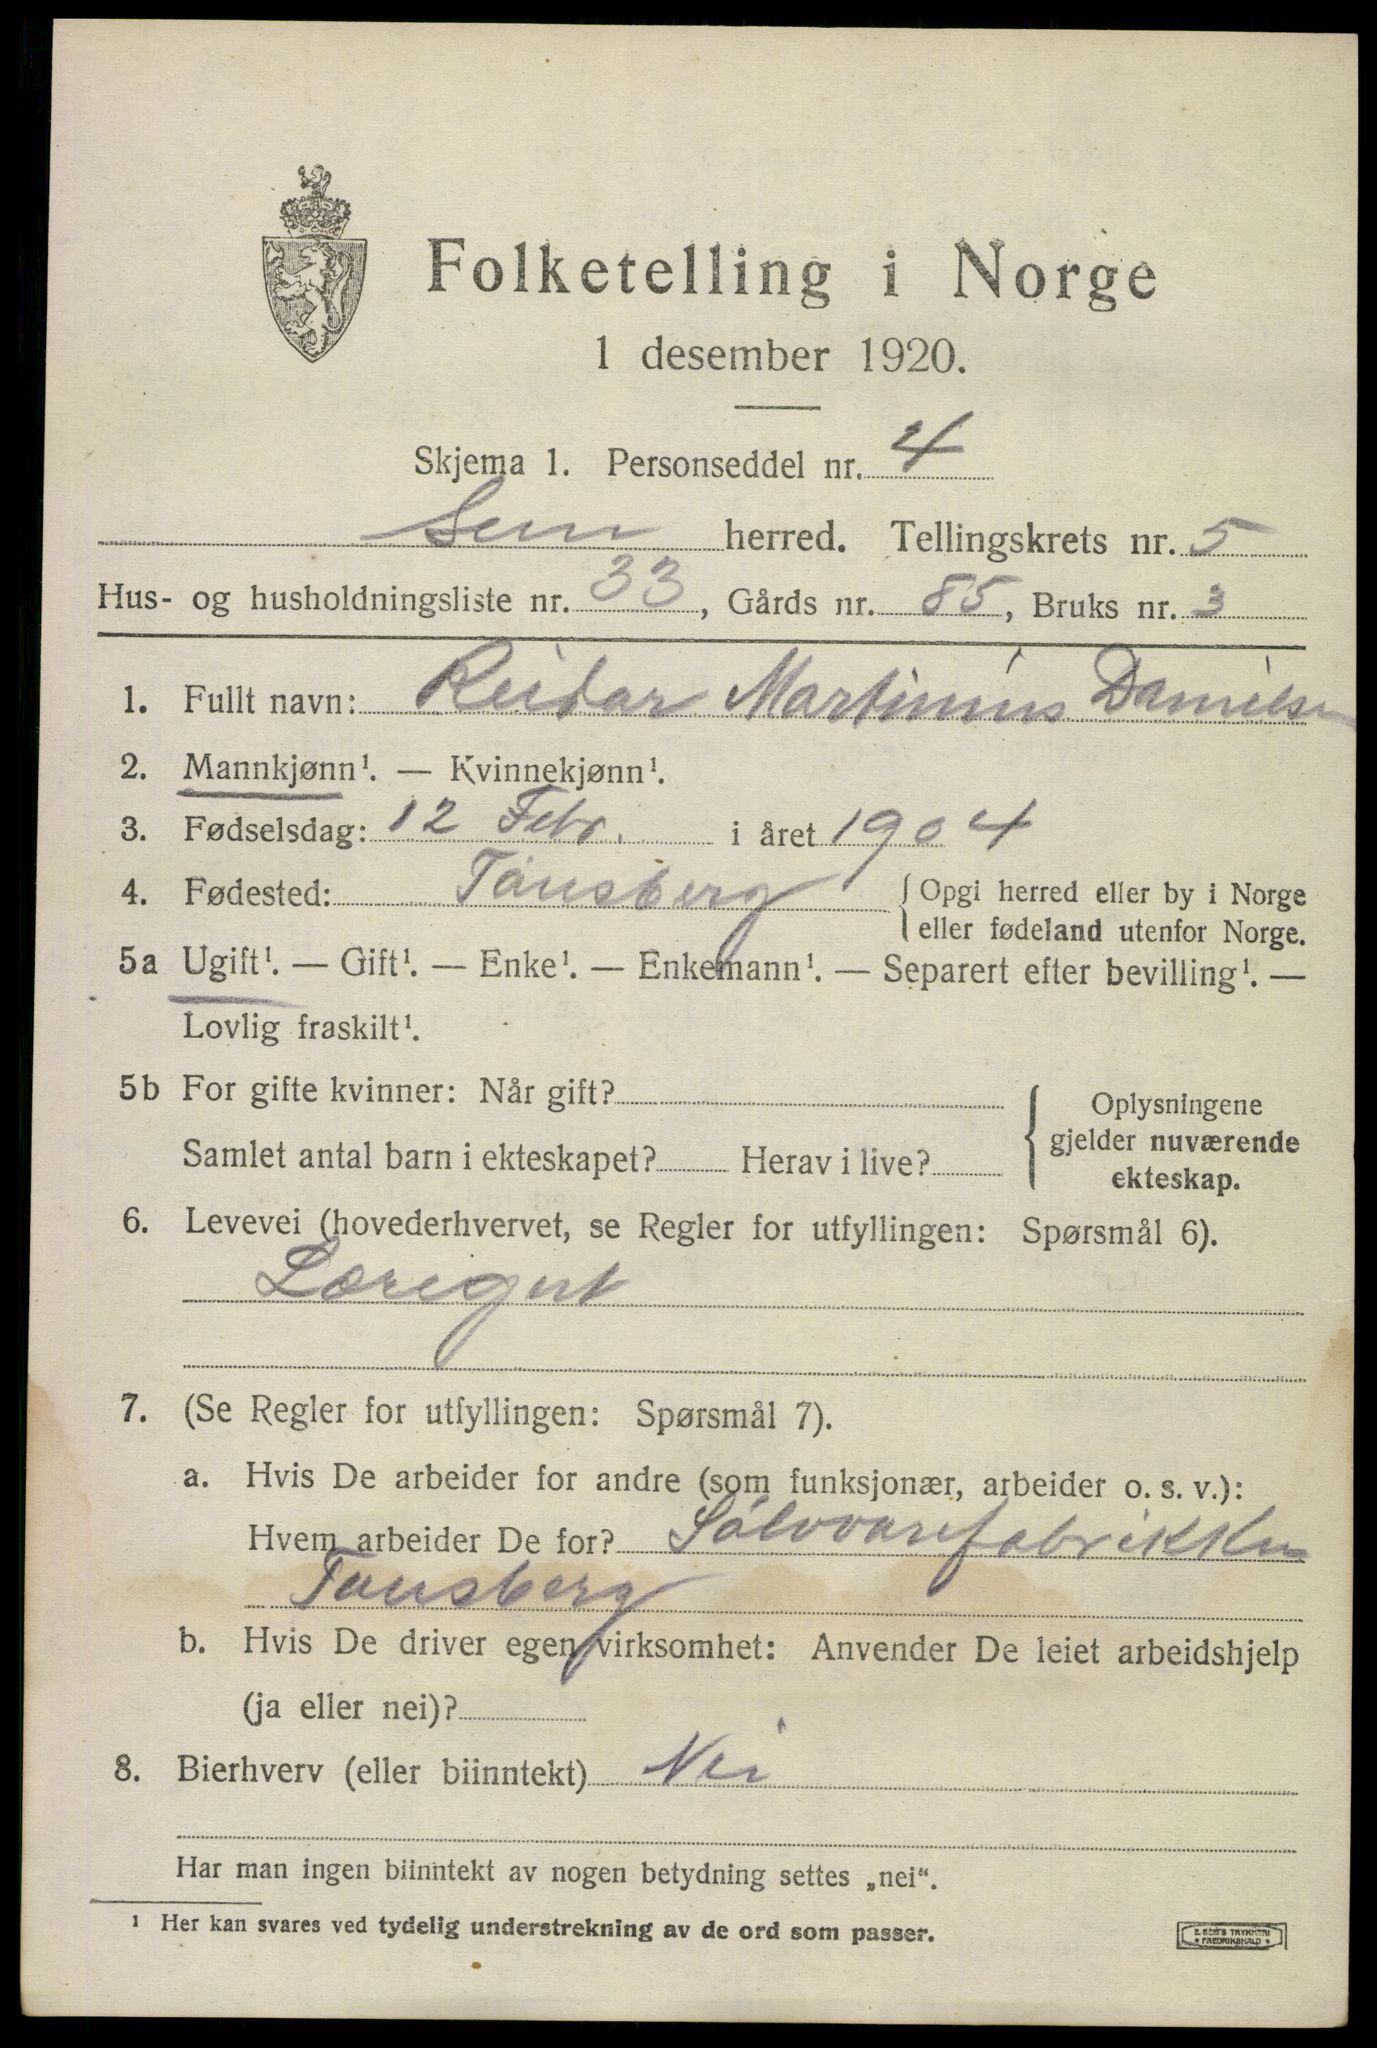 Folketelling i Norge
1 desember 1920.
Skjema 1. Personseddel nr. 4
Sem herred. Tellingskrets nr. 5
Hus- og husholdningsliste nr. 33, Gårds nr. 85, Bruks nr. 3
1. Fullt navn: Reidar Martinius Danielsen
2. Mannkjønn¹. — Kvinnekjønn¹.
3. Fødselsdag: 12 Febr. i året 1904
4. Fødested: Tønsberg { Opgi herred eller by i Norge
eller fødeland utenfor Norge.
5a Ugift¹. — Gift¹. — Enke¹. — Enkemann¹. — Separert efter bevilling¹. —
Lovlig fraskilt¹.
5b For gifte kvinner: Når gift?
Samlet antal barn i ekteskapet? Herav i live?
{ Oplysningene
gjelder nuværende
ekteskap.
6. Levevei (hovederhvervet, se Regler for utfyllingen: Spørsmål 6).
Læregut
7. (Se Regler for utfyllingen: Spørsmål 7).
a. Hvis De arbeider for andre (som funksjonær, arbeider o. s. v.):
Hvem arbeider De for? Sølvvarefabrikken
Tønsberg
b. Hvis De driver egen virksomhet: Anvender De leiet arbeidshjelp
(ja eller nei)?
8. Bierhverv (eller biinntekt) Nei
Har man ingen biinntekt av nogen betydning settes „nei“.
¹ Her kan svares ved tydelig understrekning av de ord som passer.
E. SEM'S TRYKKERI
• FREDRIKSHALD •